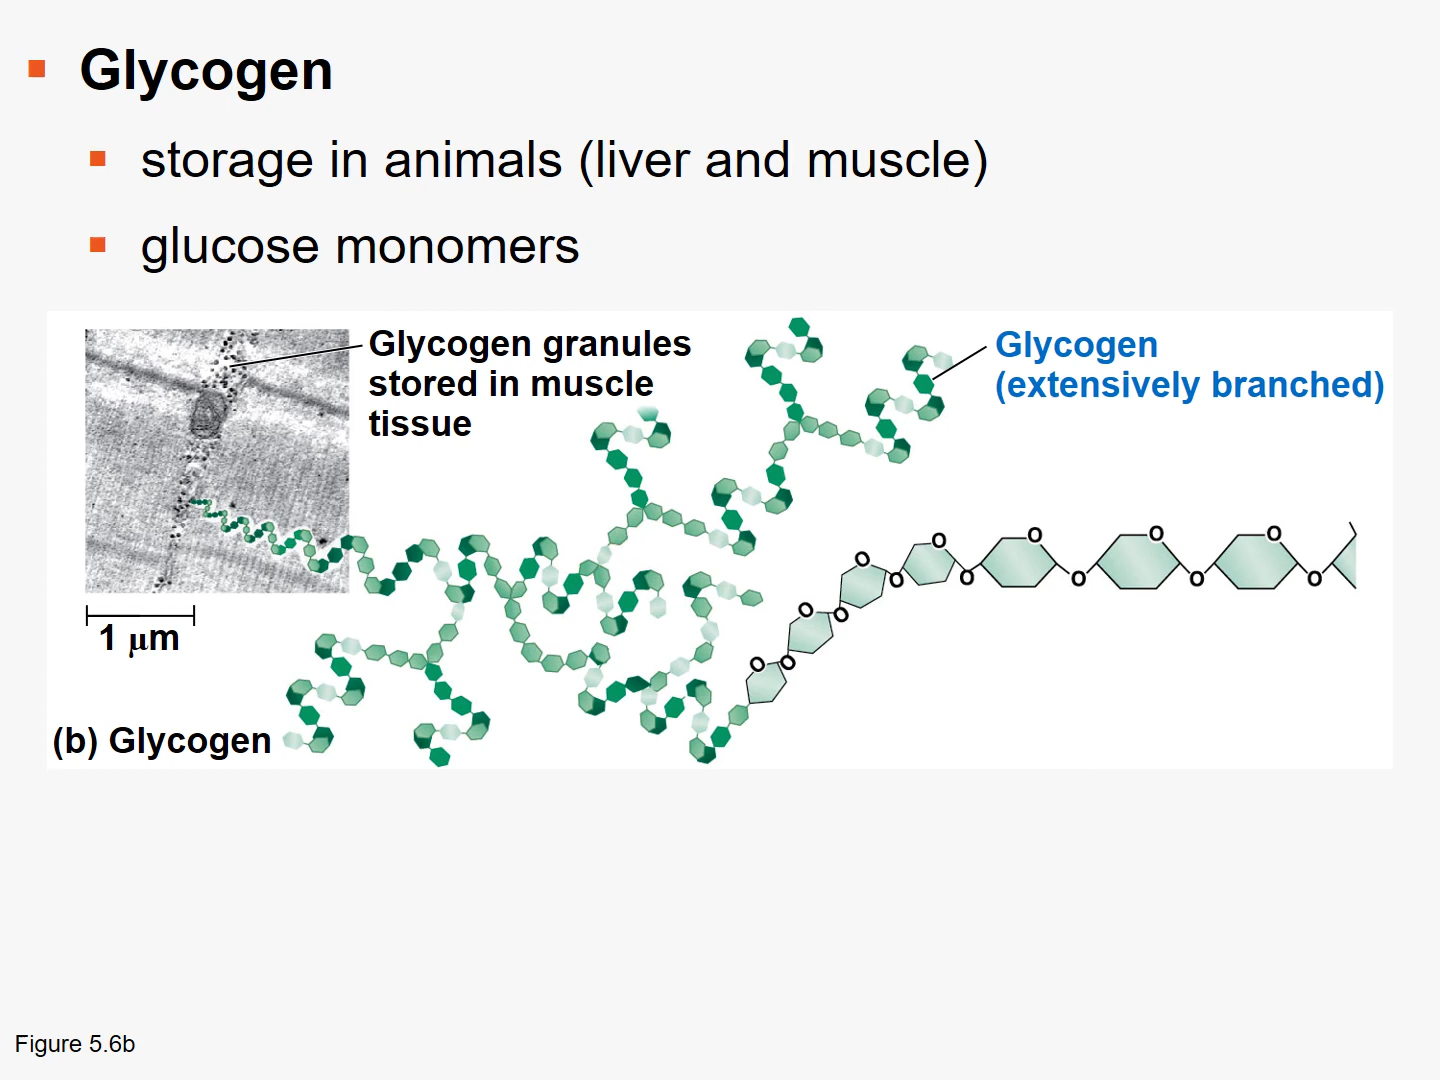 Glycogen
storage in animals (liver and muscle)
glucose monomers
Glycogen granules
stored in muscle
tissue
Glycogen
(extensively branched)
O O O O O O O O
O O O O O O O O
1 μm
(b) Glycogen
Figure 5.6b